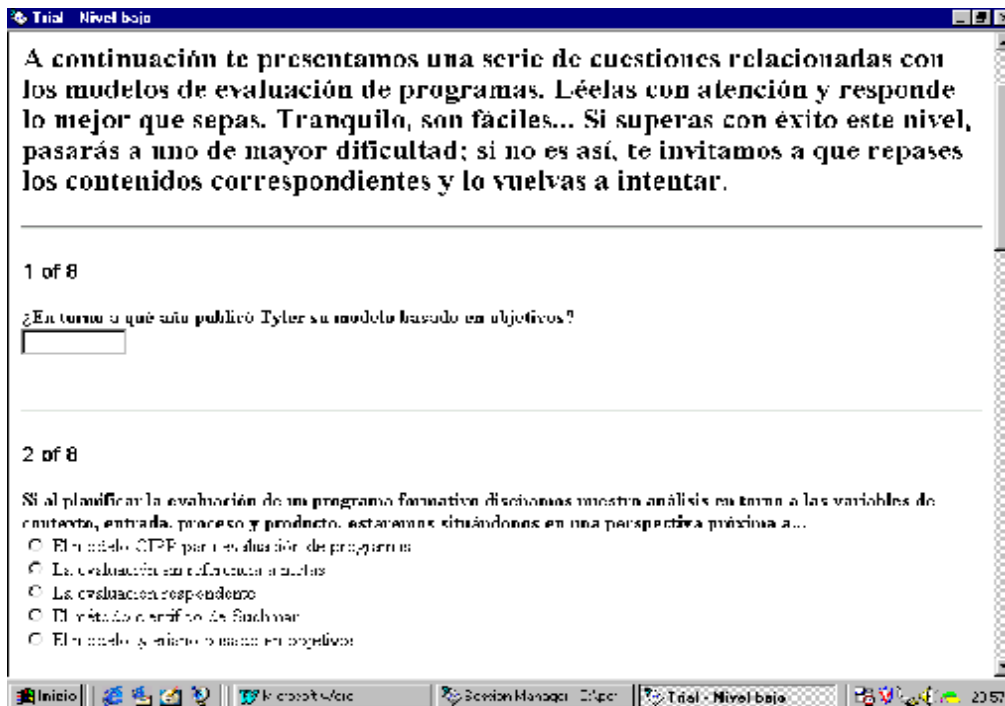 Trial - Nivel bajo
A continuación te presentamos una serie de cuestiones relacionadas con
los modelos de evaluación de programas. Léelas con atención y responde
lo mejor que sepas. Tranquilo, son fáciles... Si superas con éxito este nivel,
pasarás a uno de mayor dificultad; si no es así, te invitamos a que repases
los contenidos correspondientes y lo vuelvas a intentar.
1 of 8
¿En torno a qué año publicó Tyler su modelo basado en objetivos?
2 of 8
Si al planificar la evaluación de un programa formativo diseñamos nuestro análisis en torno a las variables de
contexto, entrada, proceso y producto, estaremos situándonos en una perspectiva próxima a...
El modelo CIPP para evaluación de programas
La evaluación sin referencia a metas
La evaluación respondente
El método científico de Suchman
El modelo tyleriano basado en objetivos
Inicio
Microsoft Word
Session Manager
Trial - Nivel bajo
20:57